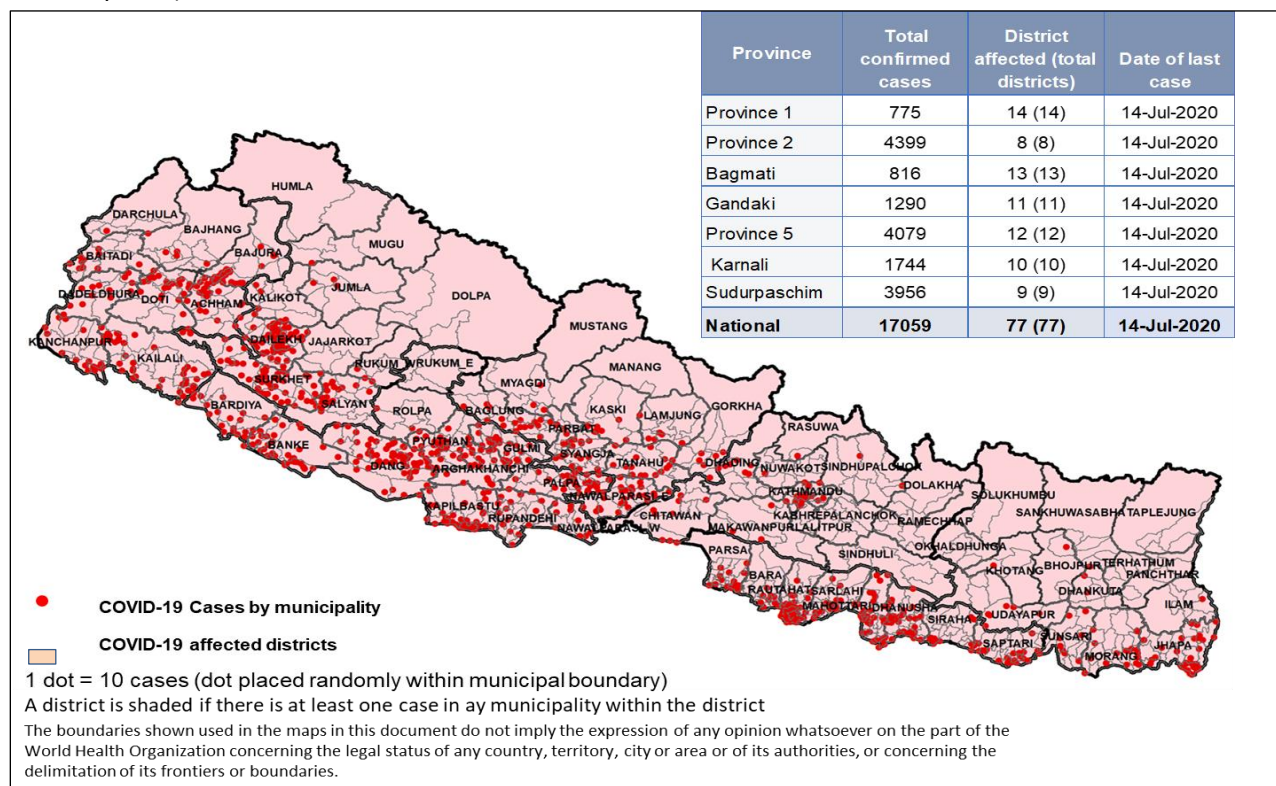 Province Total confirmed cases District affected (total districts) Date of last case
Province 1 775 14 (14) 14-Jul-2020
Province 2 4399 8 (8) 14-Jul-2020
Bagmati 816 13 (13) 14-Jul-2020
Gandaki 1290 11 (11) 14-Jul-2020
Province 5 4079 12 (12) 14-Jul-2020
Karnali 1744 10 (10) 14-Jul-2020
Sudurpaschim 3956 9 (9) 14-Jul-2020
National 17059 77 (77) 14-Jul-2020
HUMLA
DARCHULA
BAJHANG
MUGU
BAJURA
BAITADI
JUMLA
DADELDHURA
DOTI
ACHHAM
KALIKOT
DOLPA
MUSTANG
KANCHANPUR
DAILEKH
JAJARKOT
KAILALI
RUKUM_WRUKUM_E
MANANG
SURKHET
MYAGDI
SALYAN
BARDIYA
ROLPA
BAGLUNG
KASKI
LAMJUNG
GORKHA
PARBAT
RASUWA
BANKE
PYUTHAN
GULMI
SYANGJA
TANAHU
DHADING
NUWAKOT
SINDHUPALCHOK
DANG
ARGHAKHANCHI
PALPA
NAWALPARASI_E
KATHMANDU
DOLAKHA
SOLUKHUMBU
SANKHUWASABHA
TAPLEJUNG
KAPILBASTU
RUPANDEHI
NAWALPARASI_W
CHITAWAN
KABHREPALANCHOK
MAKAWANPUR
LALITPUR
RAMECHHAP
OKHALDHUNGA
PARSA
SINDHULI
KHOTANG
BHOJPUR
TERHATHUM
PANCHTHAR
BARA
RAUTAHAT
SARLAHI
MAHOTTARI
DHANUSHA
SIRAHA
UDAYAPUR
DHANKUTA
ILAM
SAPTARI
SUNSARI
MORANG
JHAPA
COVID-19 Cases by municipality
COVID-19 affected districts
1 dot = 10 cases (dot placed randomly within municipal boundary)
A district is shaded if there is at least one case in ay municipality within the district
The boundaries shown used in the maps in this document do not imply the expression of any opinion whatsoever on the part of the
World Health Organization concerning the legal status of any country, territory, city or area or of its authorities, or concerning the
delimitation of its frontiers or boundaries.